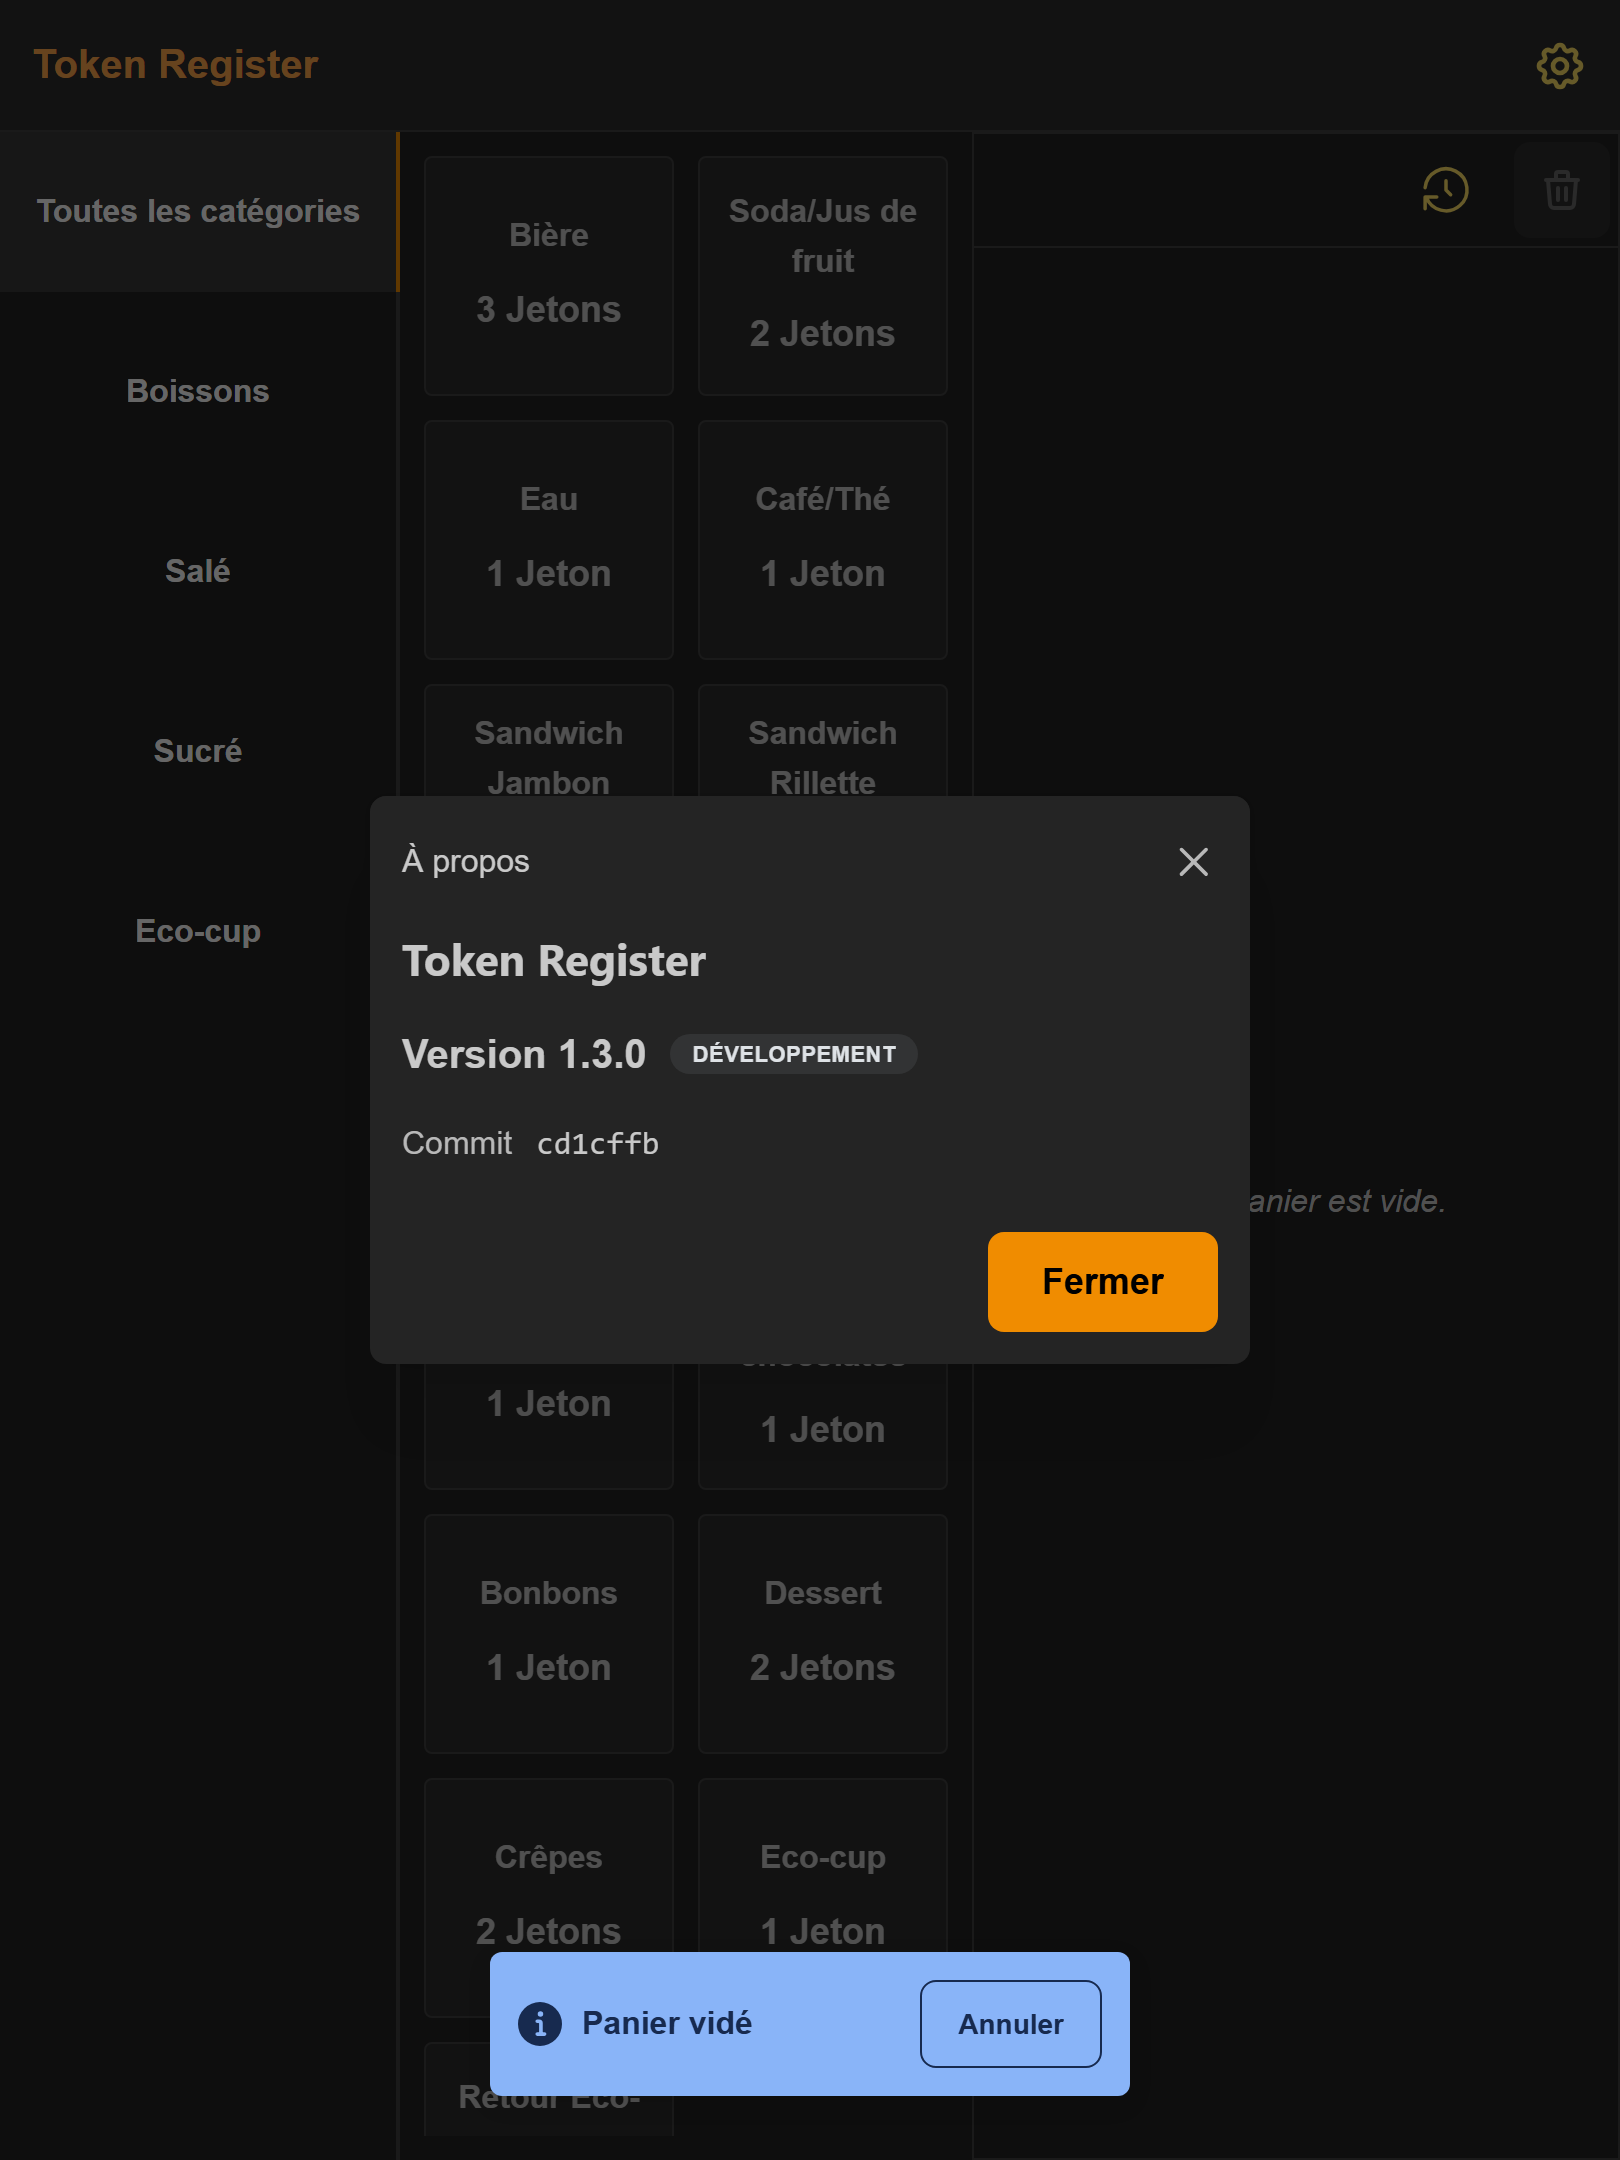 Token Register
Toutes les catégories
Boissons
Salé
Sucré
Eco-cup
Bière
3 Jetons
Soda/Jus de
fruit
2 Jetons
Eau
1 Jeton
Café/Thé
1 Jeton
Sandwich
Jambon
Sandwich
Rillette
À propos
Token Register
Version 1.3.0 DÉVELOPPEMENT
Commit cd1cffb
Fermer
est vide.
1 Jeton
1 Jeton
Bonbons
1 Jeton
Dessert
2 Jetons
Crêpes
2 Jetons
Eco-cup
1 Jeton
Panier vidé
Annuler
Retour Eco-